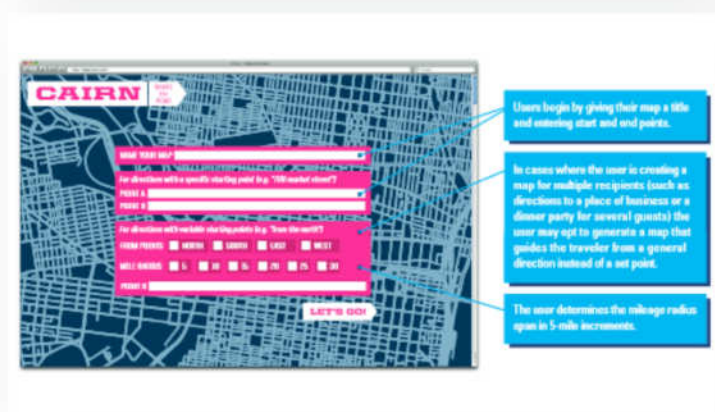 CAIRN
NAME YOUR MAP
For directions with a specific starting point (e.g. "700 market street")
POINT A
POINT B
For directions with variable starting points (e.g. "from the north")
FROM POINTS: NORTH SOUTH EAST WEST
MILE RADIUS: 5 10 15 20 25 30
POINT B
LET'S GO!
Users begin by giving their map a title
and entering start and end points.
In cases where the user is creating a
map for multiple recipients (such as
directions to a place of business or a
dinner party for several guests) the
user may opt to generate a map that
guides the traveler from a general
direction instead of a set point.
The user determines the mileage radius
span in 5-mile increments.